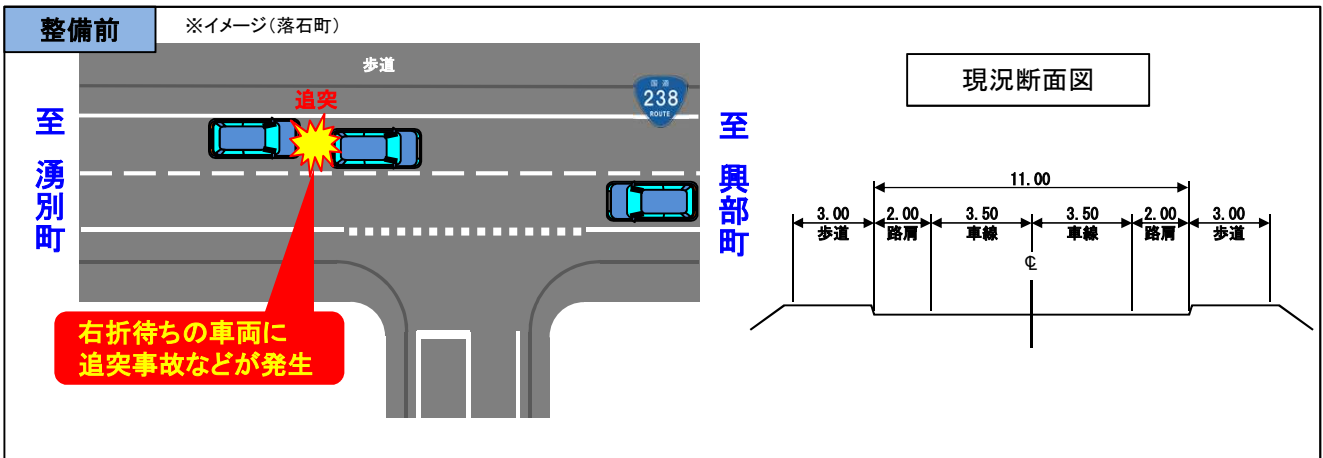 整備前
※イメージ(落石町)
歩道
追突
国道
238
ROUTE
至 湧別町
至 興部町
右折待ちの車両に
追突事故などが発生
現況断面図
11.00
3.00 2.00 3.50 3.50 2.00 3.00
歩道 路肩 車線 車線 路肩 歩道
℄